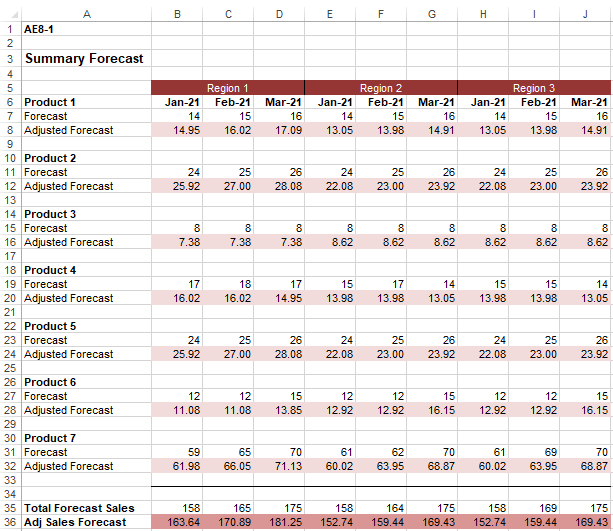 A B C D E F G H I J
1 AE8-1
2
3 Summary Forecast
4
5 Region 1 Region 2 Region 3
6 Product 1 Jan-21 Feb-21 Mar-21 Jan-21 Feb-21 Mar-21 Jan-21 Feb-21 Mar-21
7 Forecast 14 15 16 14 15 16 14 15 16
8 Adjusted Forecast 14.95 16.02 17.09 13.05 13.98 14.91 13.05 13.98 14.91
9
10 Product 2
11 Forecast 24 25 26 24 25 26 24 25 26
12 Adjusted Forecast 25.92 27.00 28.08 22.08 23.00 23.92 22.08 23.00 23.92
13
14 Product 3
15 Forecast 8 8 8 8 8 8 8 8 8
16 Adjusted Forecast 7.38 7.38 7.38 8.62 8.62 8.62 8.62 8.62 8.62
17
18 Product 4
19 Forecast 17 18 17 15 17 14 15 15 14
20 Adjusted Forecast 16.02 16.02 14.95 13.98 13.98 13.05 13.98 13.98 13.05
21
22 Product 5
23 Forecast 24 25 26 24 25 26 24 25 26
24 Adjusted Forecast 25.92 27.00 28.08 22.08 23.00 23.92 22.08 23.00 23.92
25
26 Product 6
27 Forecast 12 12 15 12 12 15 12 12 15
28 Adjusted Forecast 11.08 11.08 13.85 12.92 12.92 16.15 12.92 12.92 16.15
29
30 Product 7
31 Forecast 59 65 70 61 62 70 61 69 70
32 Adjusted Forecast 61.98 66.05 71.13 60.02 63.95 68.87 60.02 63.95 68.87
33
34
35 Total Forecast Sales 158 165 175 158 164 175 158 169 175
36 Adj Sales Forecast 163.64 170.89 181.25 152.74 159.44 169.43 152.74 159.44 169.43